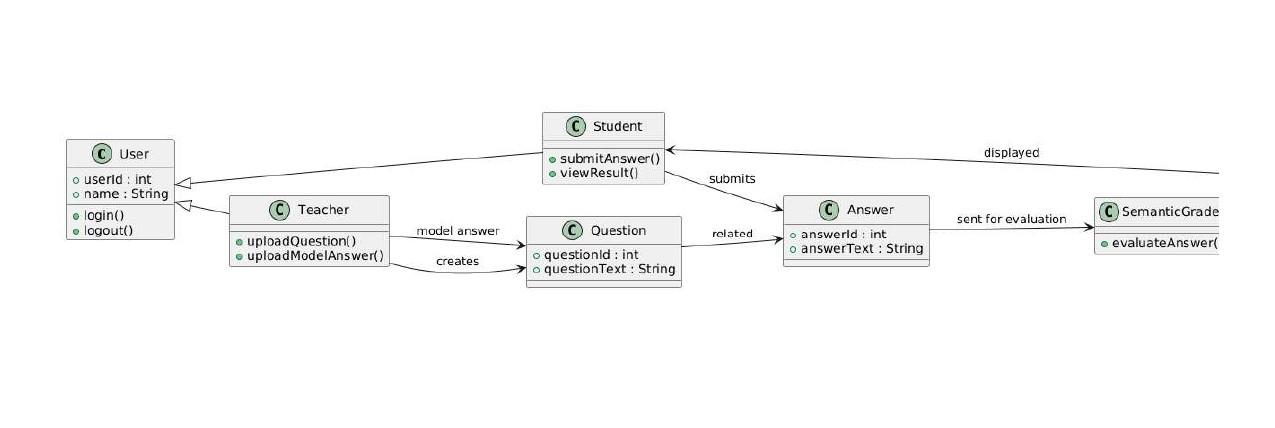 C User
userId : int
name : String
login()
logout()
C Student
submitAnswer()
viewResult()
displayed
submits
C Teacher
uploadQuestion()
uploadModelAnswer()
model answer
creates
C Question
questionId : int
questionText : String
related
C Answer
answerId : int
answerText : String
sent for evaluation
C SemanticGrade
evaluateAnswer(